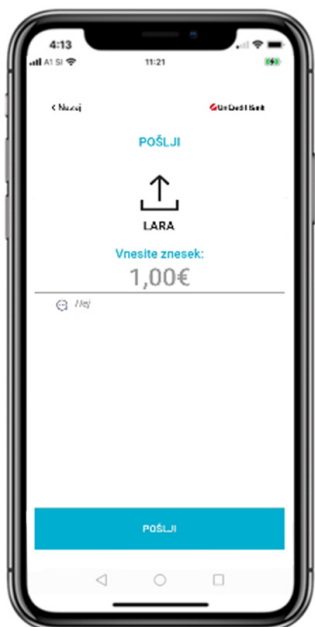 4:13
A1 SI 11:21
< Nazaj UniCredit Bank
POŠLJI
LARA
Vnesite znesek:
1,00€
Hej
POŠLJI